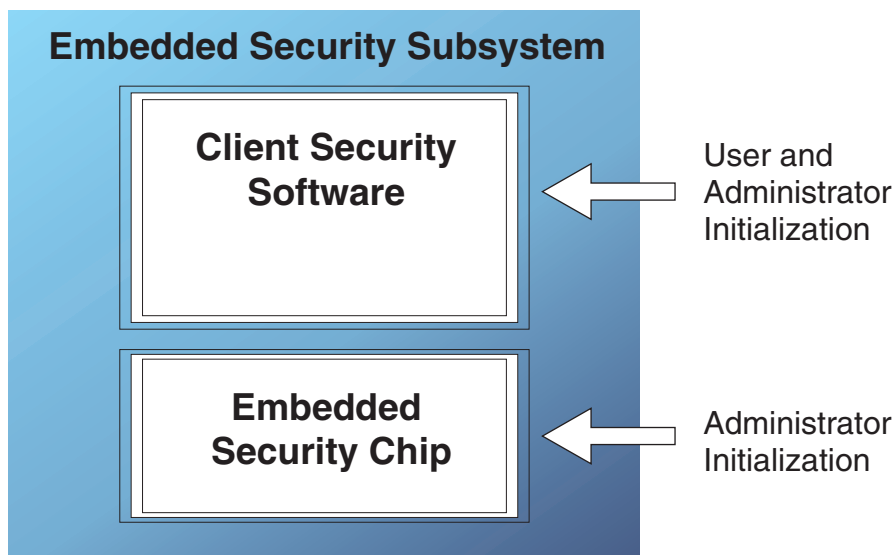 Embedded Security Subsystem
Client Security
Software
User and
Administrator
Initialization
Embedded
Security Chip
Administrator
Initialization